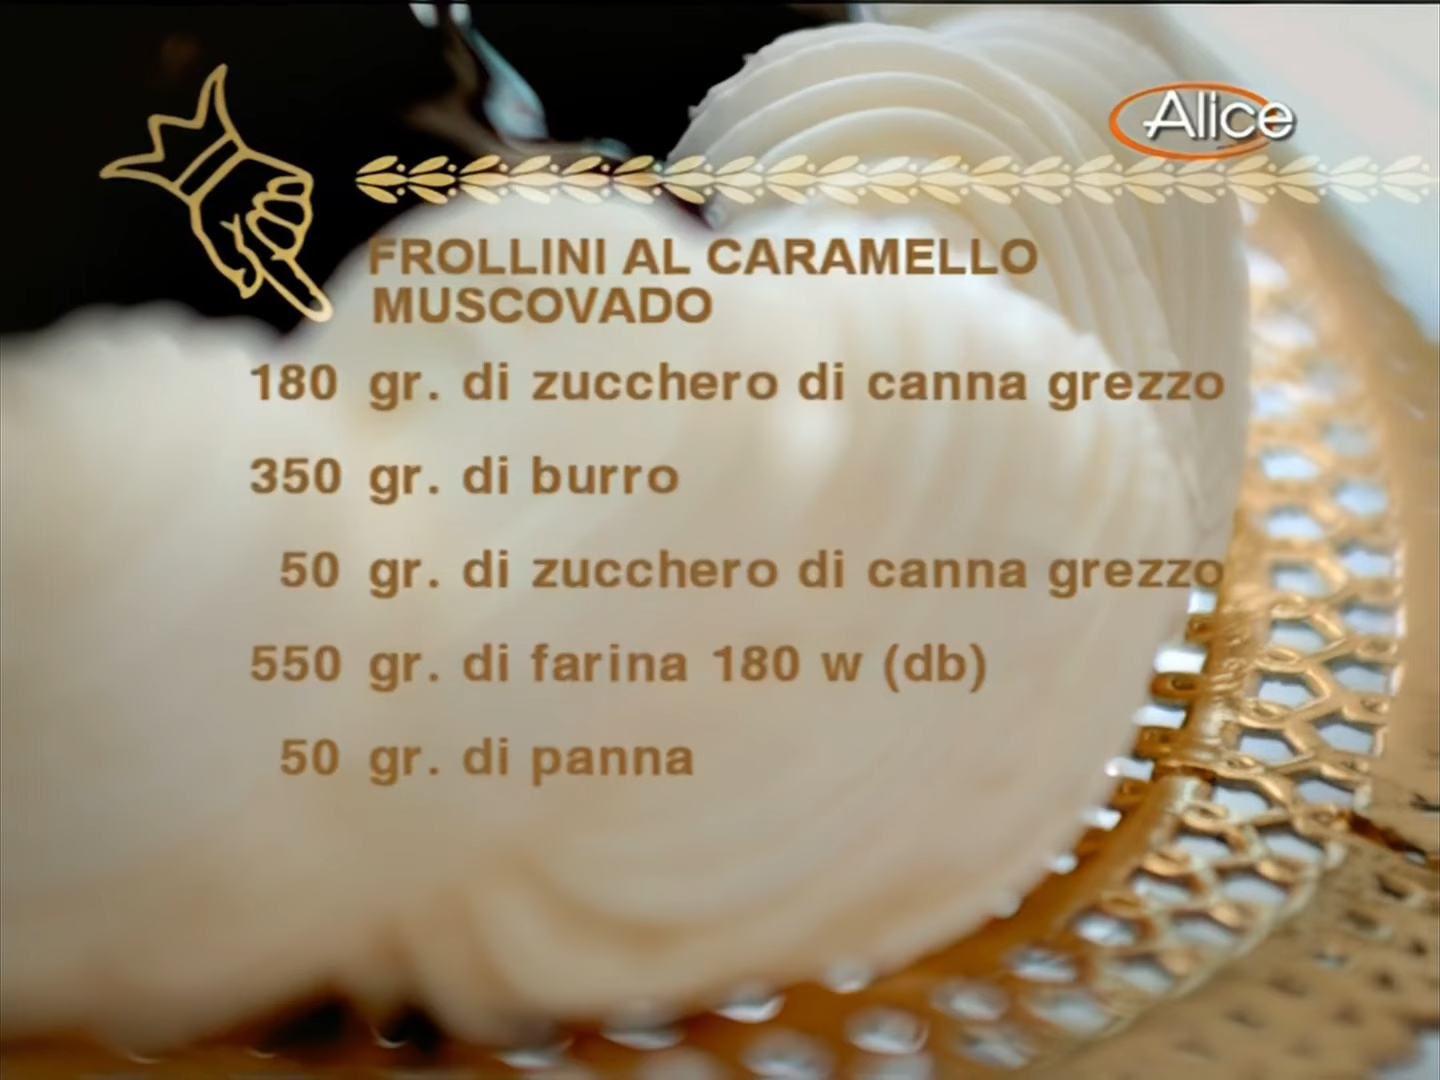 Alice
FROLLINI AL CARAMELLO
MUSCOVADO
180 gr. di zucchero di canna grezzo
350 gr. di burro
50 gr. di zucchero di canna grezzo
550 gr. di farina 180 w (db)
50 gr. di panna